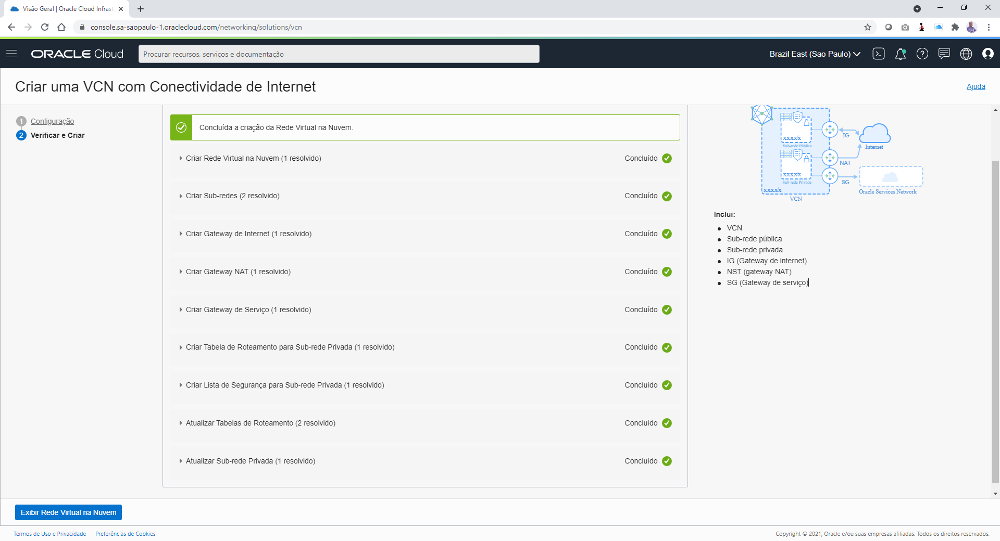 Visão Geral | Oracle Cloud Infrast
console.sa-saopaulo-1.oraclecloud.com/networking/solutions/vcn
ORACLE Cloud
Procurar recursos, serviços e documentação
Brazil East (Sao Paulo)
Criar uma VCN com Conectividade de Internet
Ajuda
1 Configuração
2 Verificar e Criar
Concluída a criação da Rede Virtual na Nuvem.
Criar Rede Virtual na Nuvem (1 resolvido) Concluído
Criar Sub-redes (2 resolvido) Concluído
Criar Gateway de Internet (1 resolvido) Concluído
Criar Gateway NAT (1 resolvido) Concluído
Criar Gateway de Serviço (1 resolvido) Concluído
Criar Tabela de Roteamento para Sub-rede Privada (1 resolvido) Concluído
Criar Lista de Segurança para Sub-rede Privada (1 resolvido) Concluído
Atualizar Tabelas de Roteamento (2 resolvido) Concluído
Atualizar Sub-rede Privada (1 resolvido) Concluído
xxxx/x
Sub-rede Pública
IG
Internet
NAT
xxxx/x
Sub-rede Privada
SG
xxxx/x
Oracle Services Network
VCN
Inclui:
VCN
Sub-rede pública
Sub-rede privada
IG (Gateway de internet)
NST (gateway NAT)
SG (Gateway de serviço)
Exibir Rede Virtual na Nuvem
Termos de Uso e Privacidade
Preferências de Cookies
Copyright © 2021, Oracle e/ou suas empresas afiliadas. Todos os direitos reservados.